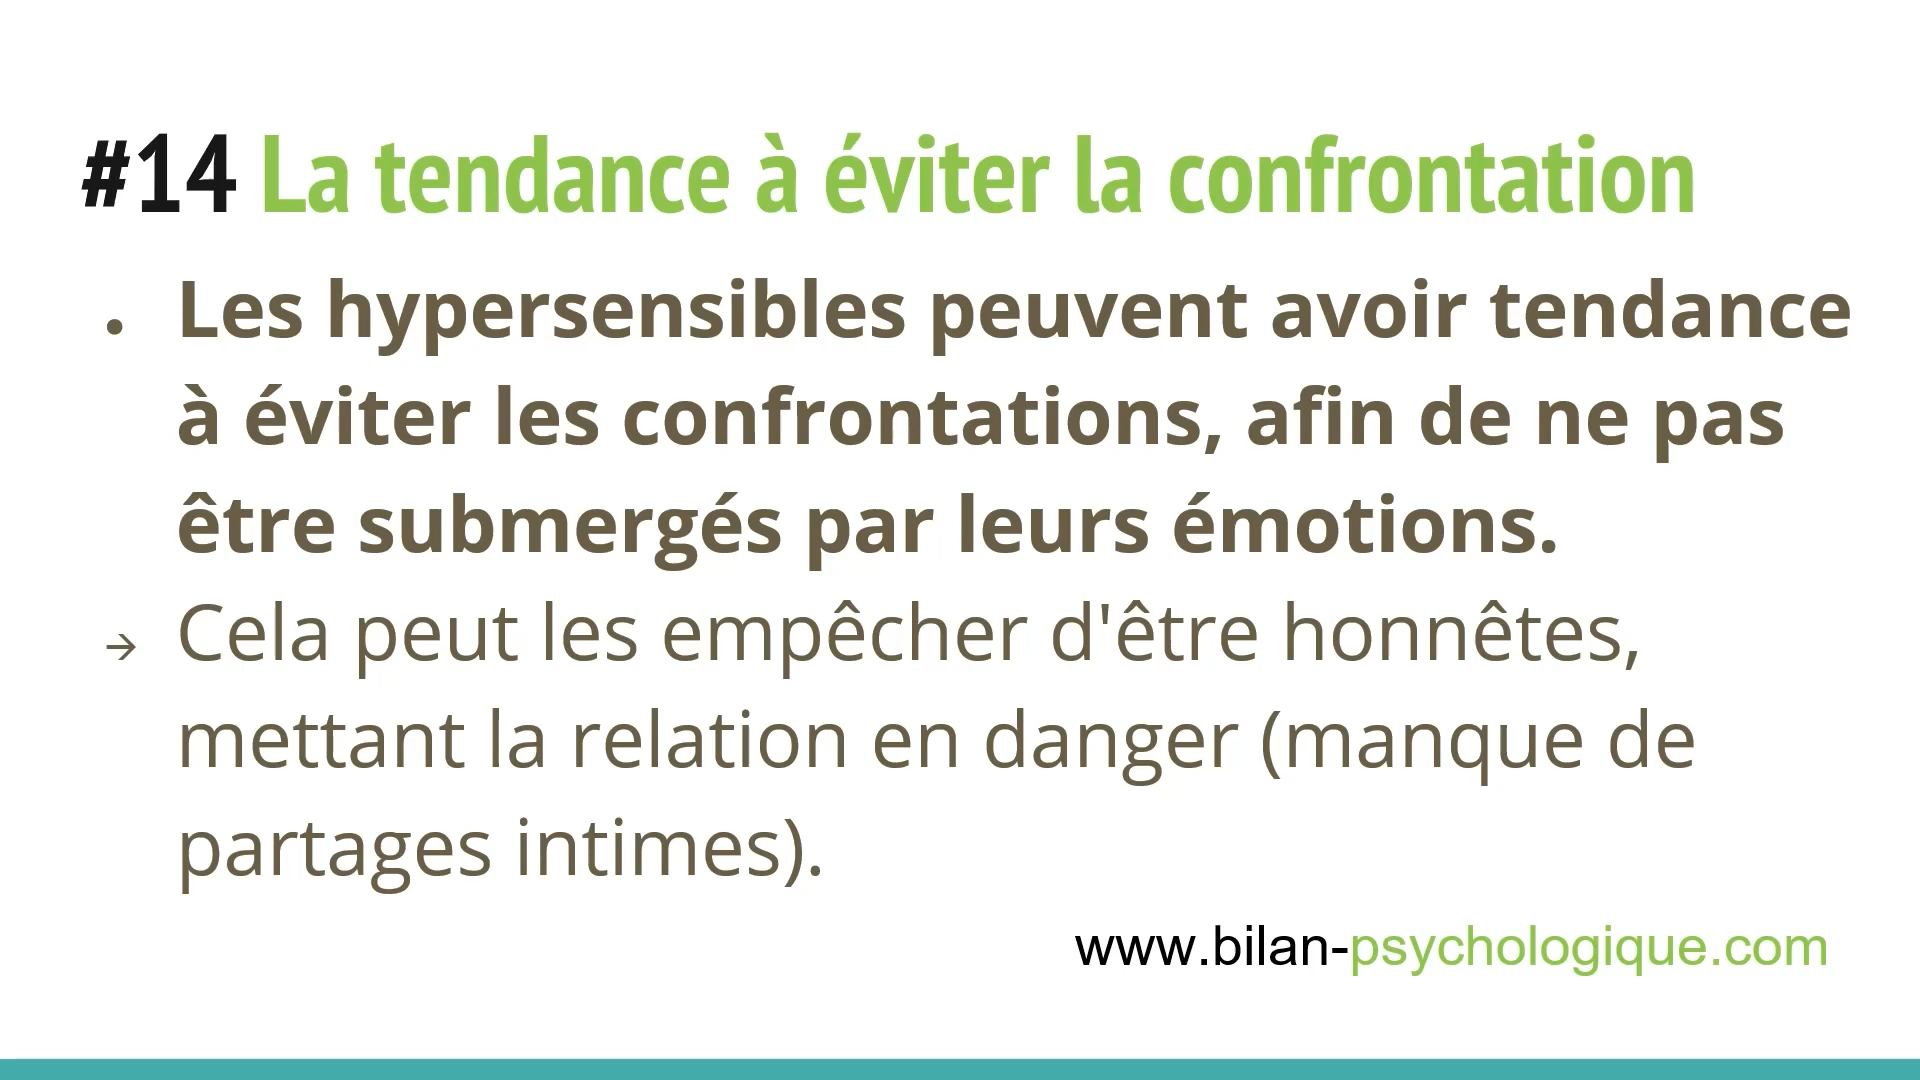 #14 La tendance à éviter la confrontation
• Les hypersensibles peuvent avoir tendance
à éviter les confrontations, afin de ne pas
être submergés par leurs émotions.
→ Cela peut les empêcher d'être honnêtes,
mettant la relation en danger (manque de
partages intimes).
www.bilan-psychologique.com